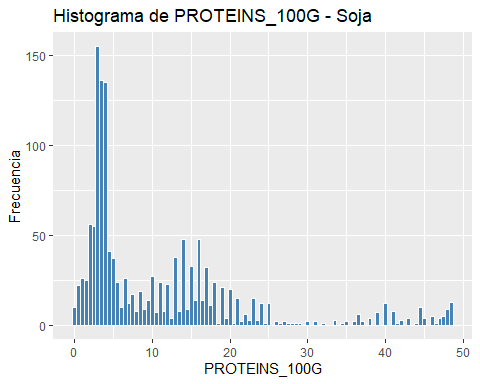 Histograma de PROTEINS_100G - Soja
150
100
50
0
Frecuencia
0 10 20 30 40 50
PROTEINS_100G